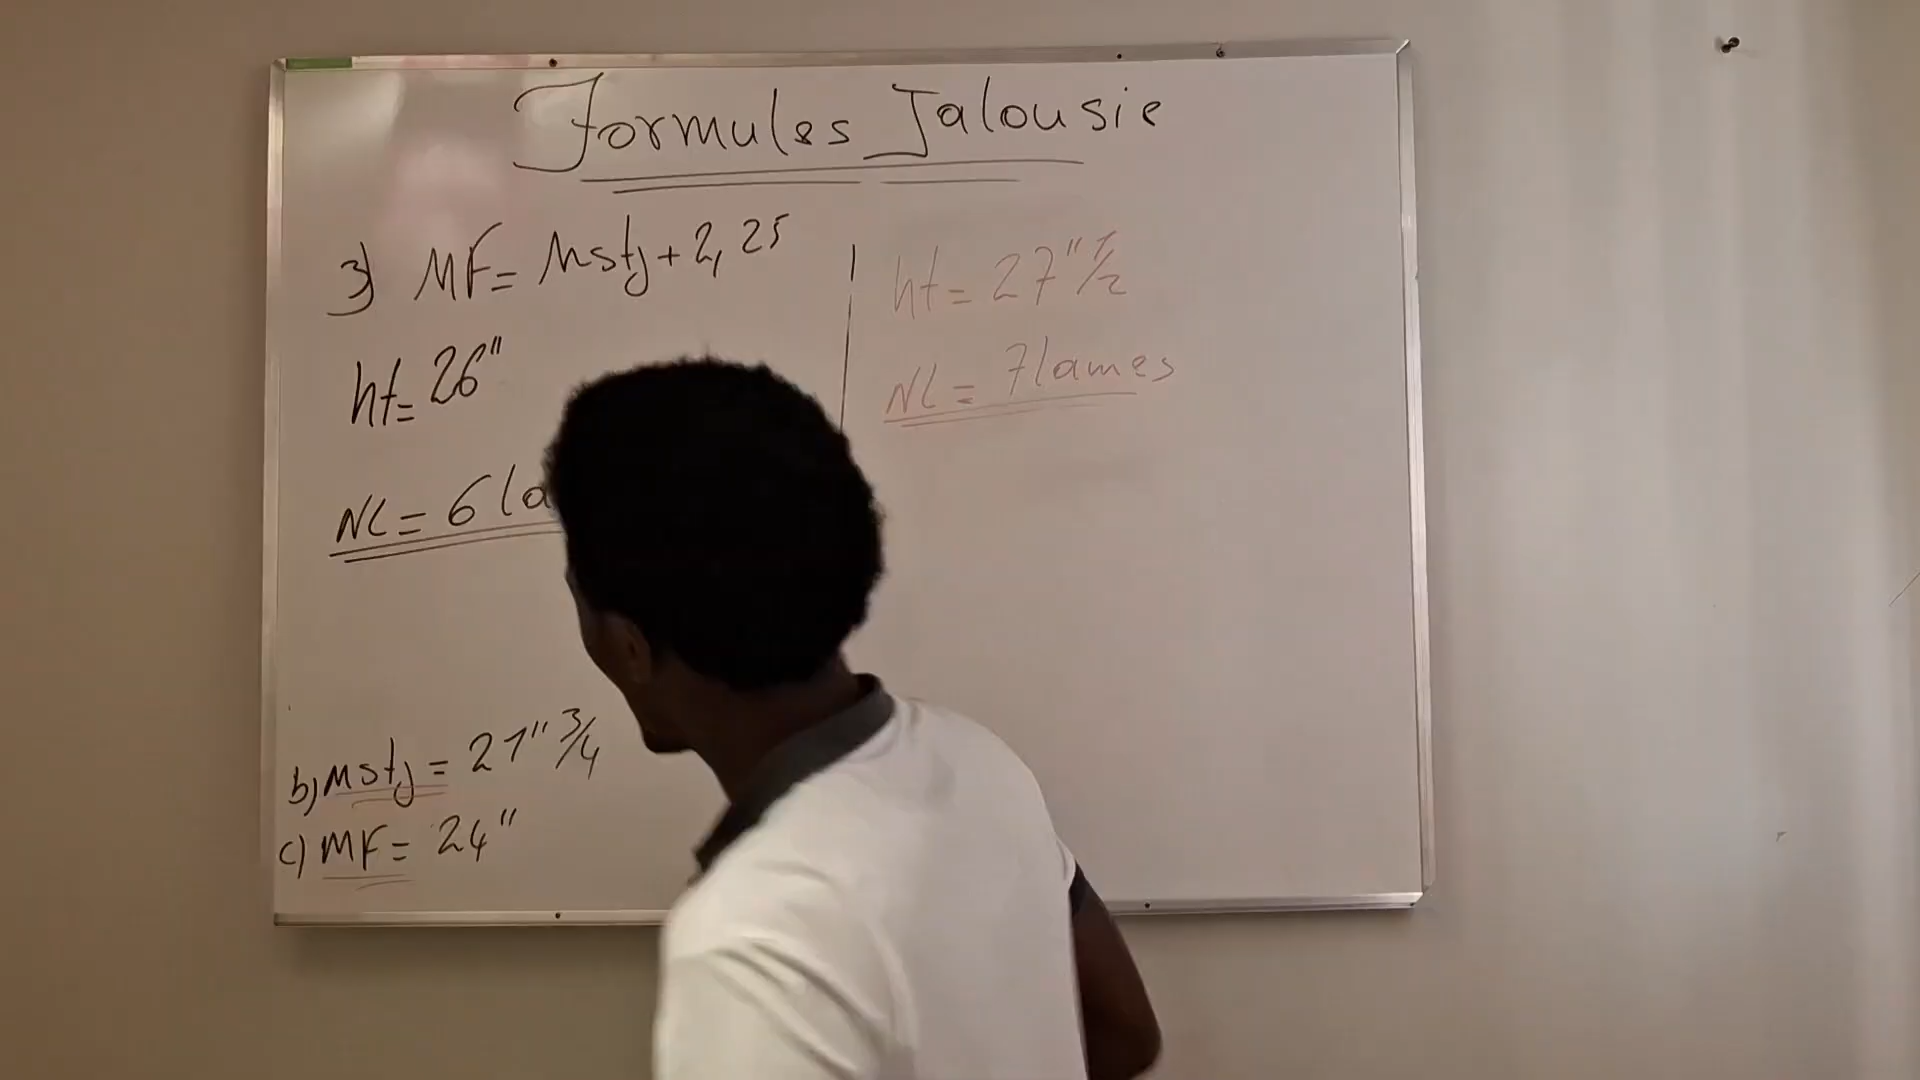 Formules Jalousie
3) MF= Mstj + 2,25
ht= 26"
NL= 6
b) Mstj = 21" 3/4
c) MF= 24"
ht= 27" 1/2
NL= 7 lames